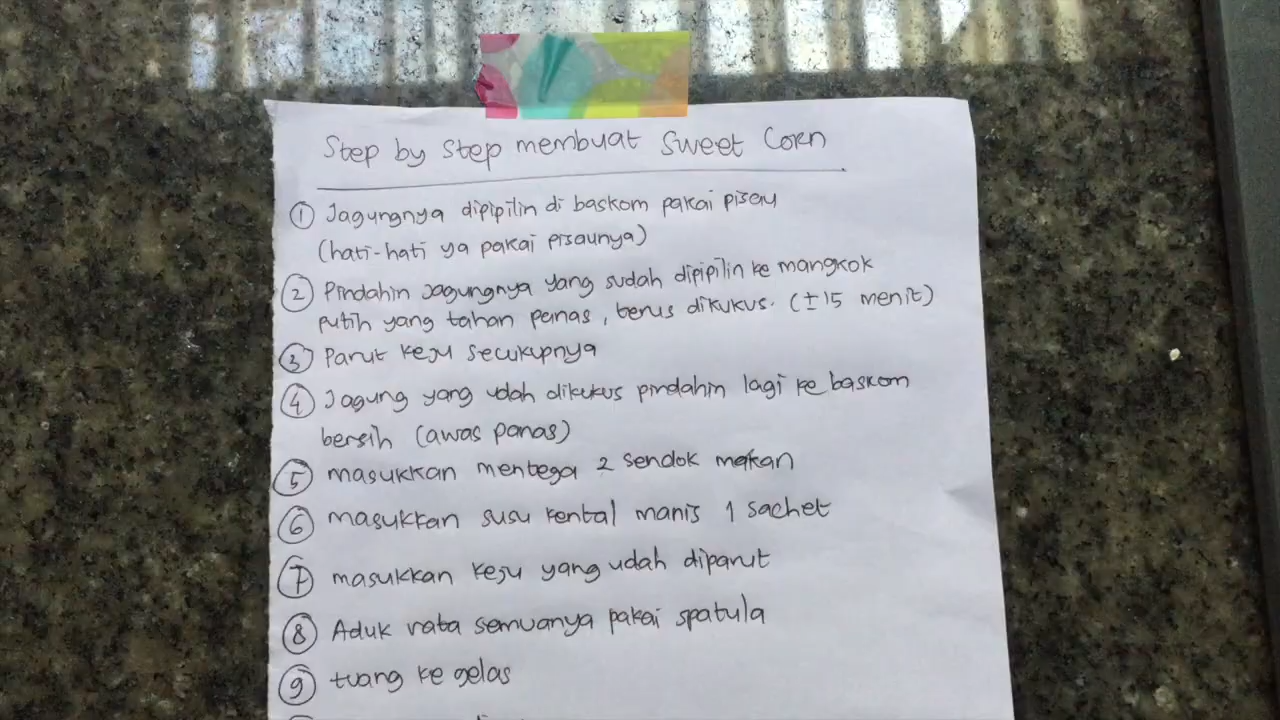 Step by Step membuat Sweet Corn
① Jagungnya dipipilin di baskom pakai pisau
(hati-hati ya pakai pisaunya)
② Pindahin Jagungnya yang sudah dipipilin ke mangkok
putih yang tahan panas, terus dikukus. (±15 menit)
③ Parut keju secukupnya
④ Jagung yang udah dikukus pindahin lagi ke baskom
bersih (awas panas)
⑤ masukkan mentega 2 sendok makan
⑥ masukkan susu kental manis 1 sachet
⑦ masukkan keju yang udah diparut
⑧ Aduk rata semuanya pakai spatula
⑨ tuang ke gelas